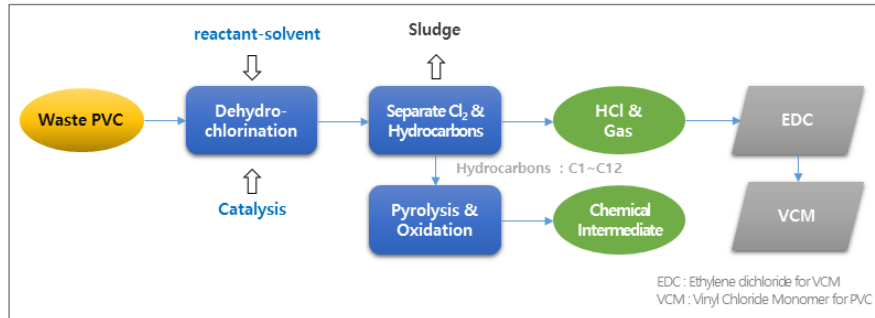 reactant-solvent
Sludge
Waste PVC
Dehydro-
chlorination
Separate Cl₂ &
Hydrocarbons
HCl &
Gas
EDC
Hydrocarbons : C1~C12
Catalysis
Pyrolysis &
Oxidation
Chemical
Intermediate
VCM
EDC : Ethylene dichloride for VCM
VCM : Vinyl Chloride Monomer for PVC